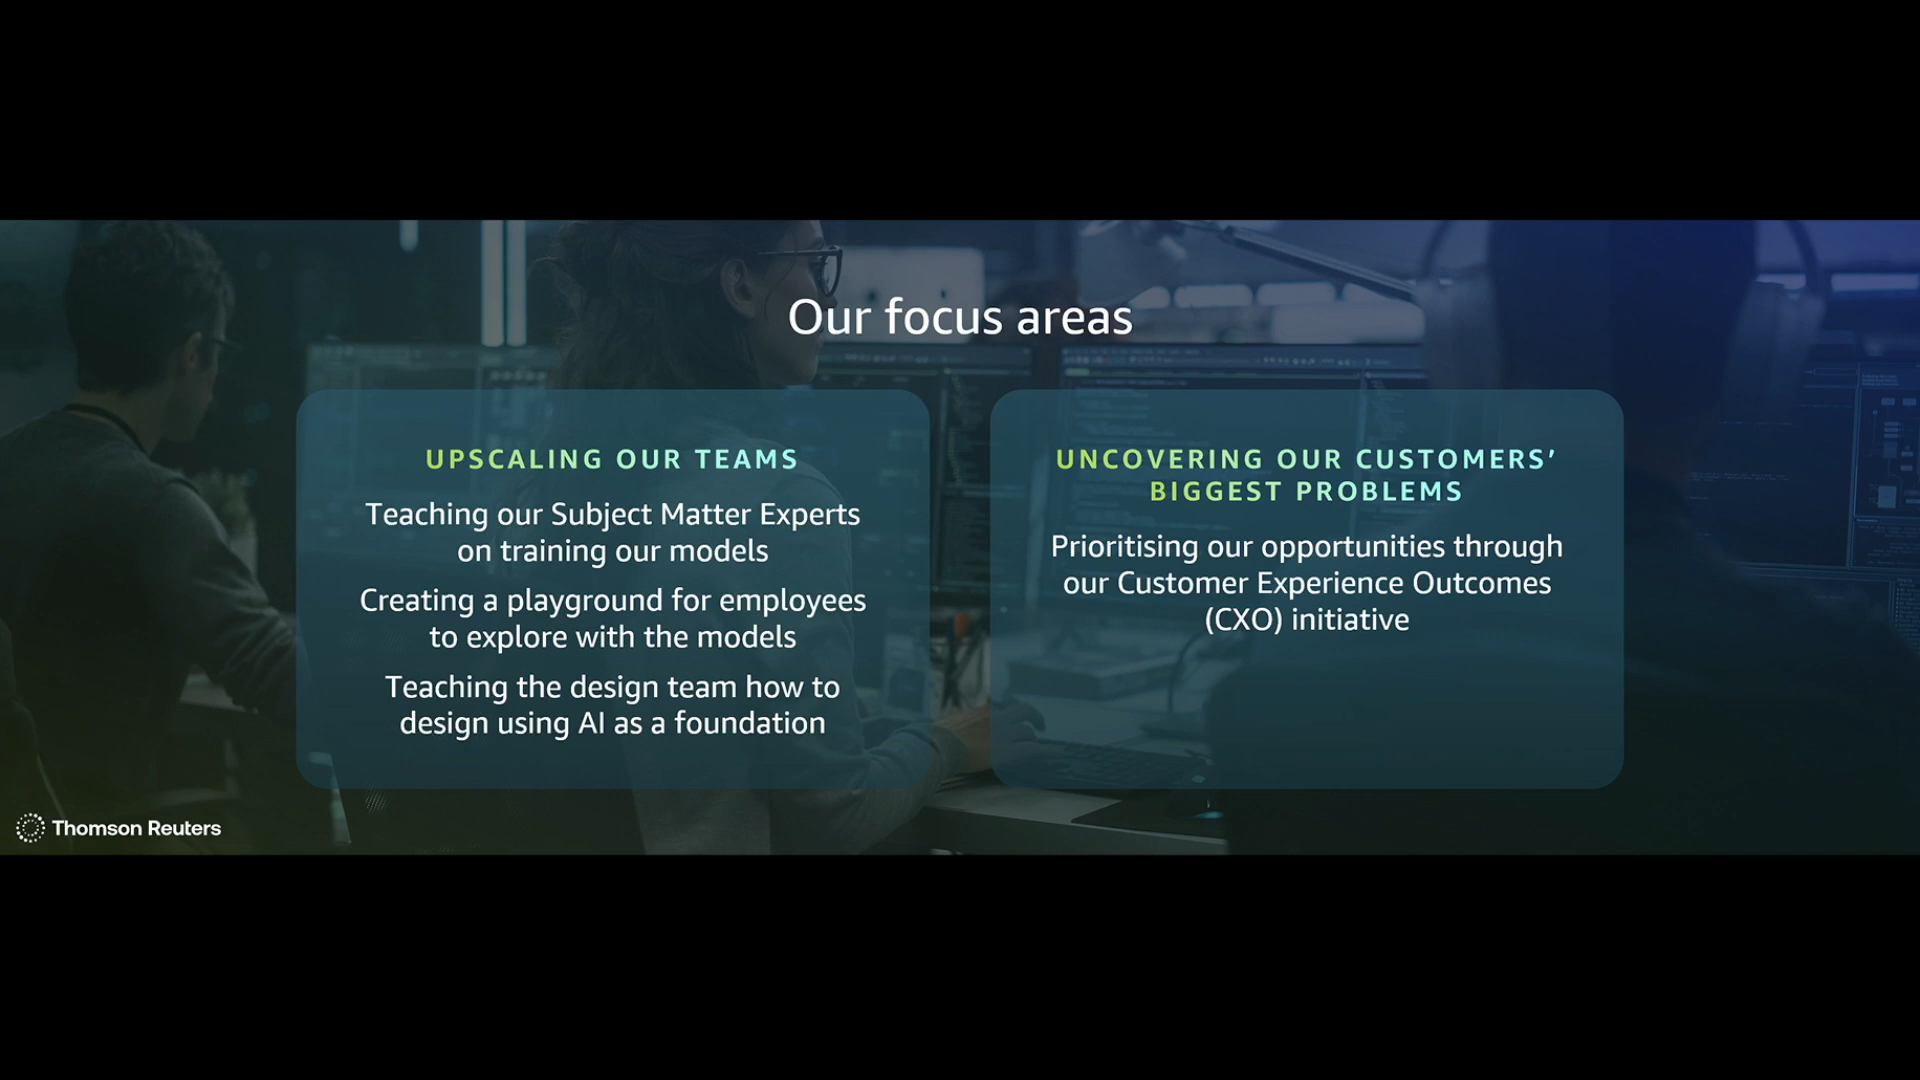 Our focus areas
UPSCALING OUR TEAMS
Teaching our Subject Matter Experts
on training our models
Creating a playground for employees
to explore with the models
Teaching the design team how to
design using AI as a foundation
UNCOVERING OUR CUSTOMERS’
BIGGEST PROBLEMS
Prioritising our opportunities through
our Customer Experience Outcomes
(CXO) initiative
Thomson Reuters